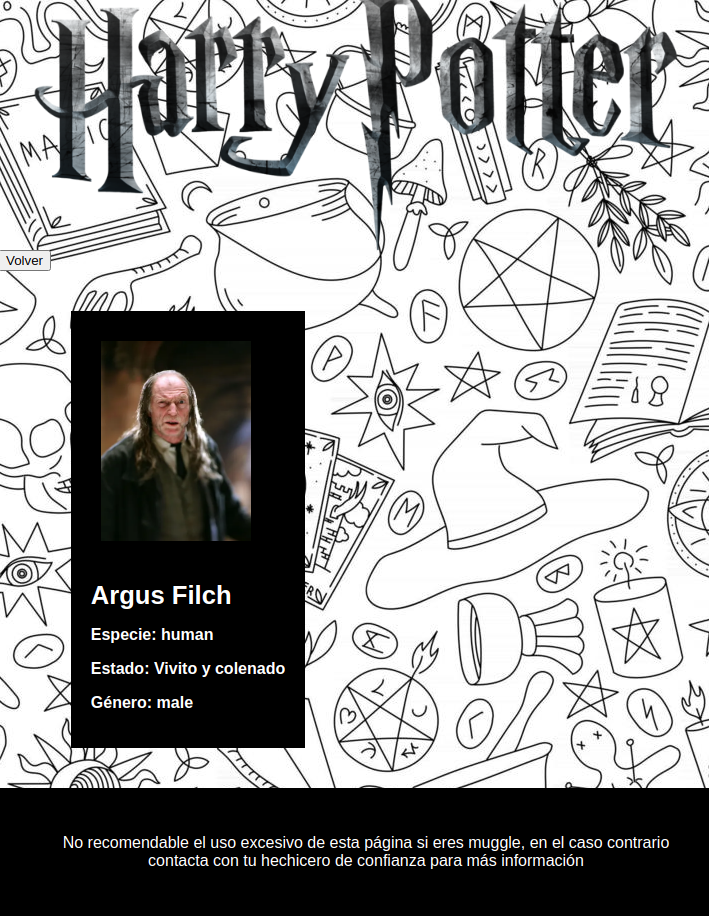 Harry Potter
MAGIC
Volver
Argus Filch
Especie: human
Estado: Vivito y colenado
Género: male
No recomendable el uso excesivo de esta página si eres muggle, en el caso contrario
contacta con tu hechicero de confianza para más información